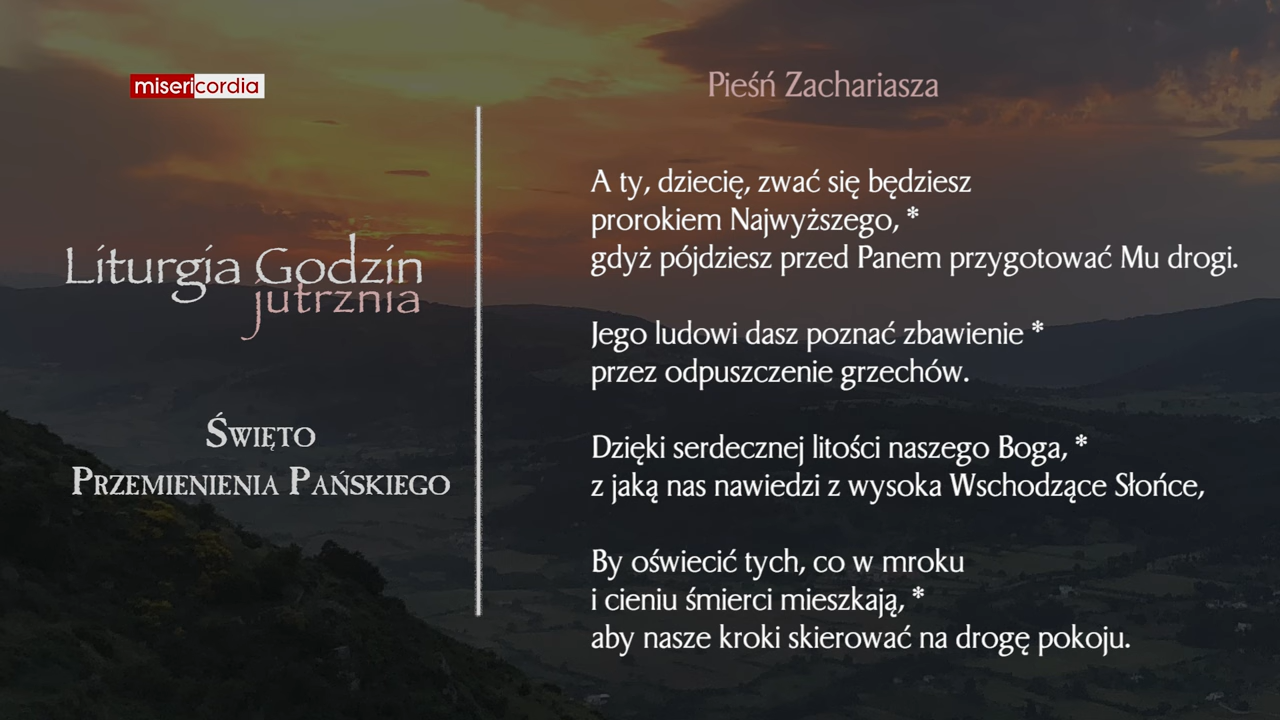 misericordia
Liturgia Godzin
jutrznia
Święto
Przemienienia Pańskiego
Pieśń Zachariasza
A ty, dziecię, zwać się będziesz
prorokiem Najwyższego, *
gdyż pójdziesz przed Panem przygotować Mu drogi.
Jego ludowi dasz poznać zbawienie *
przez odpuszczenie grzechów.
Dzięki serdecznej litości naszego Boga, *
z jaką nas nawiedzi z wysoka Wschodzące Słońce,
By oświecić tych, co w mroku
i cieniu śmierci mieszkają, *
aby nasze kroki skierować na drogę pokoju.